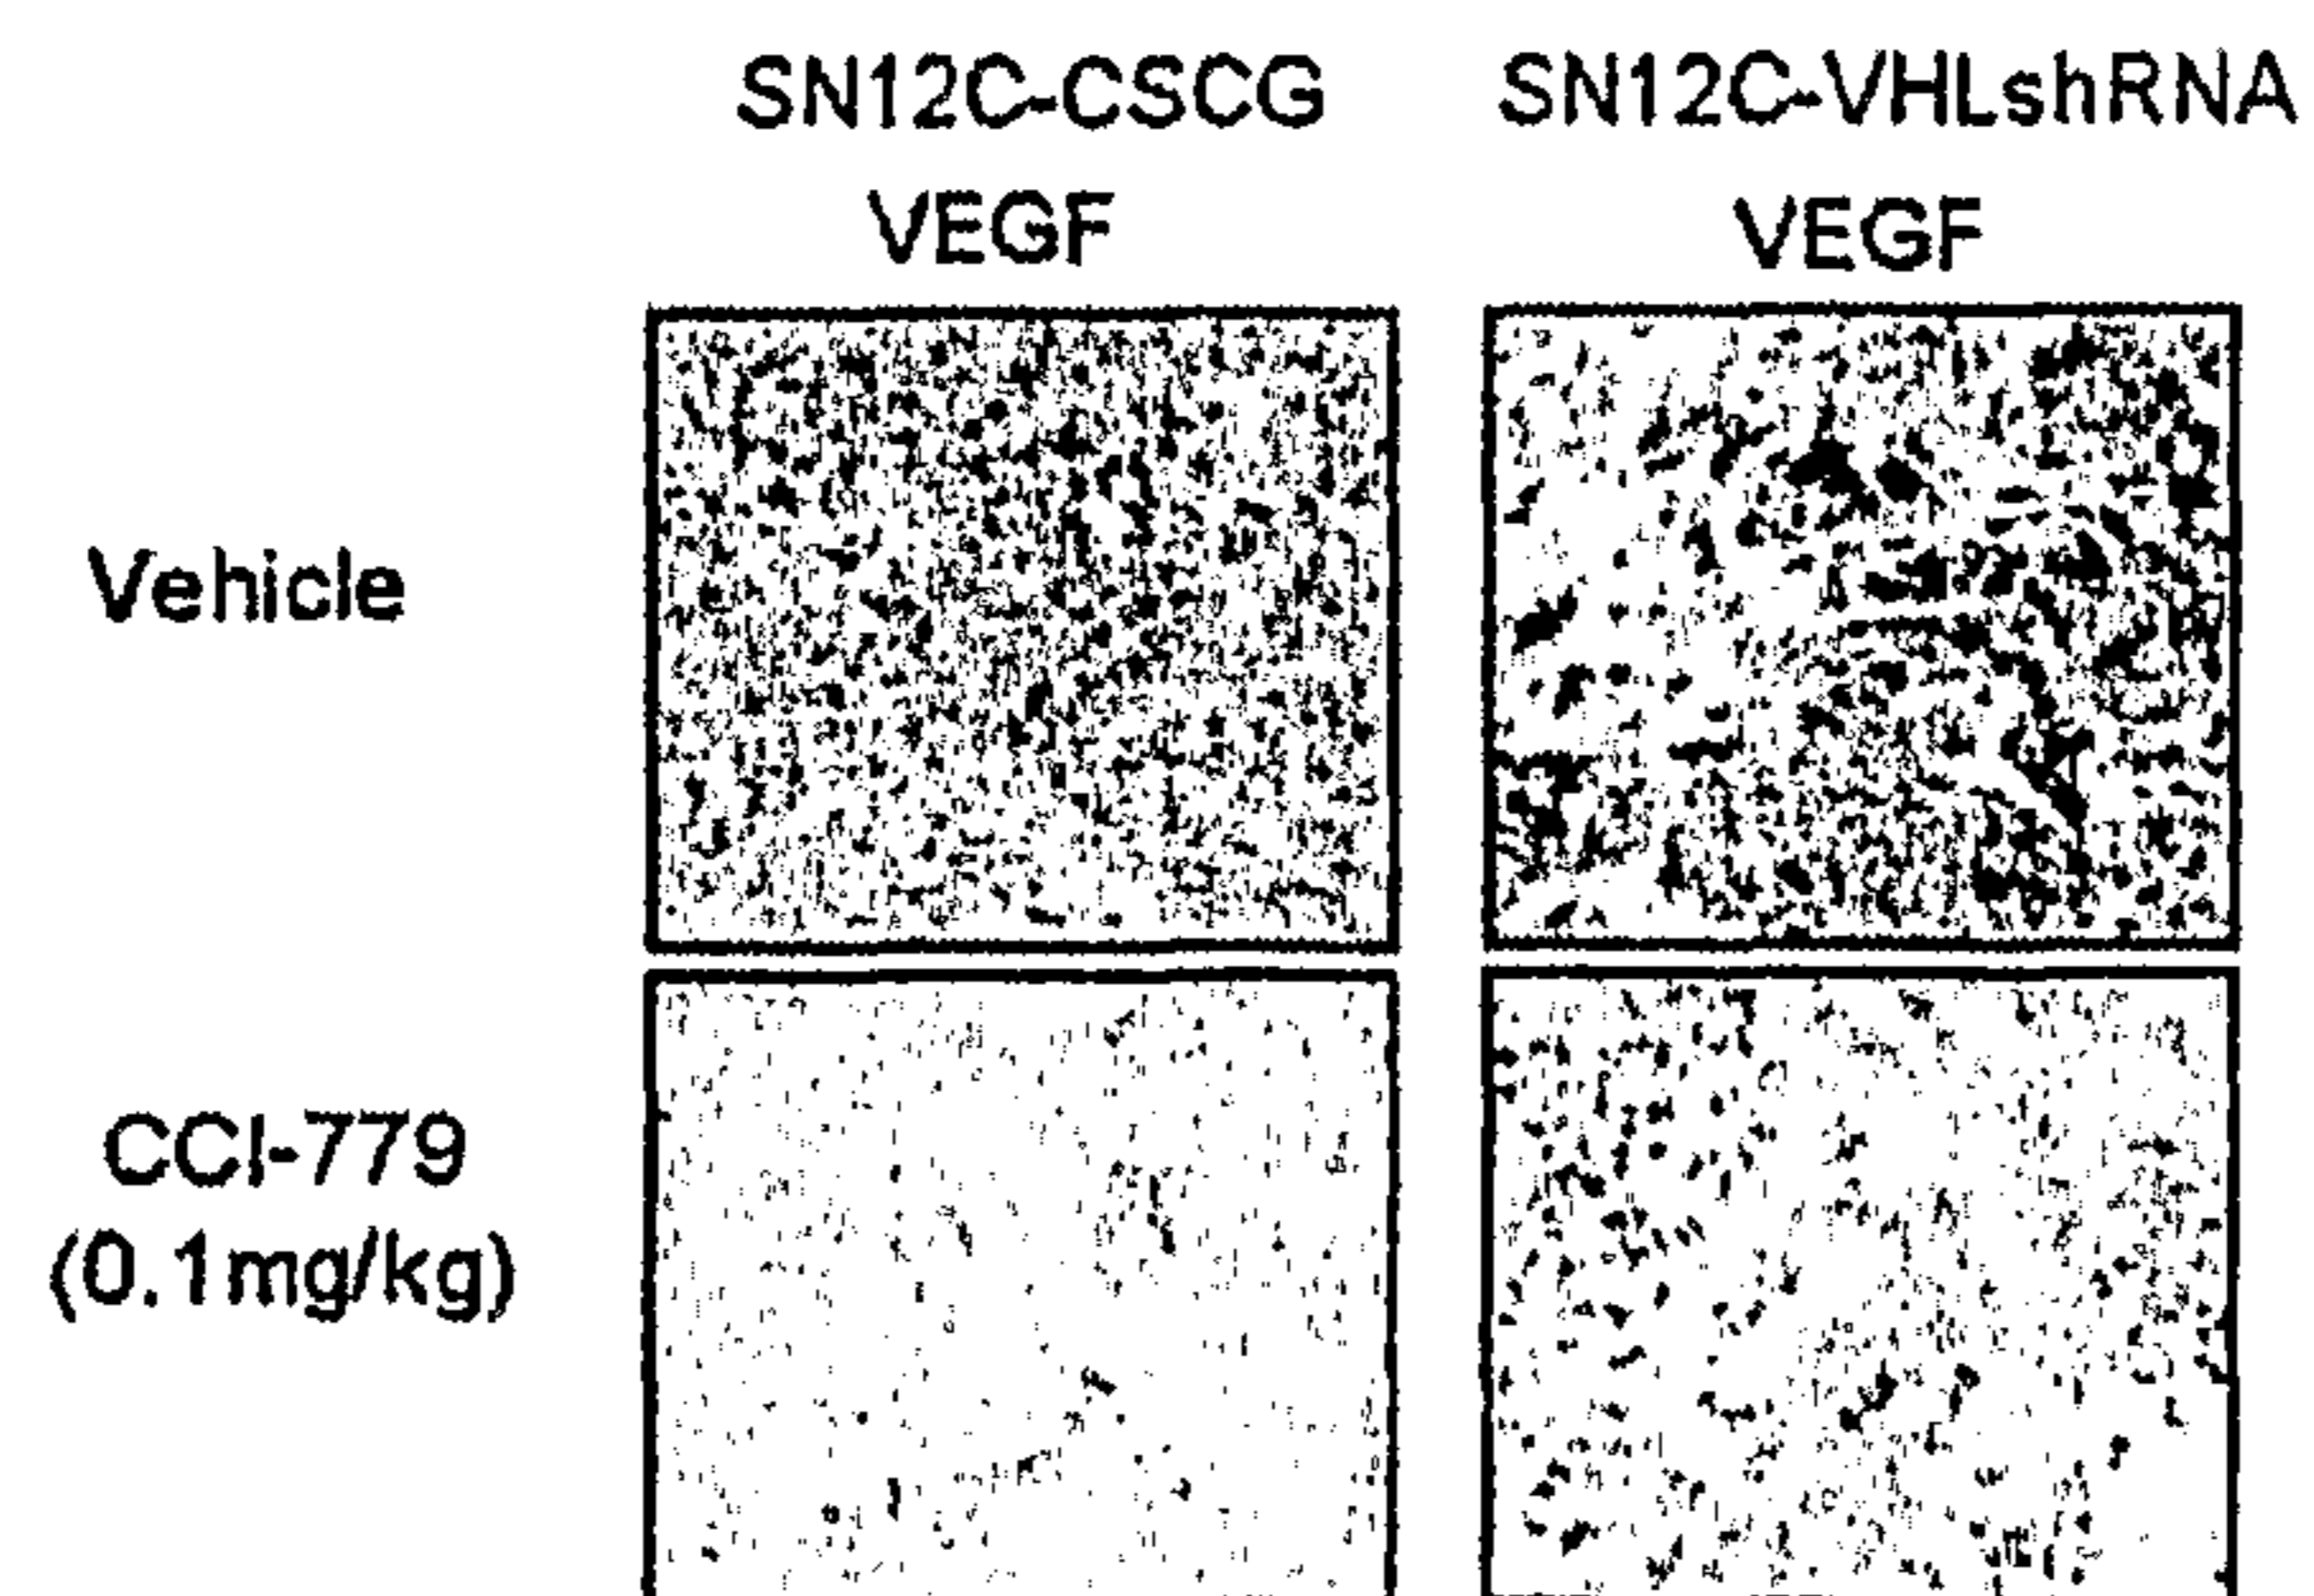 SN12C-CSCG SN12C-VHLshRNA
VEGF VEGF
Vehicle
CCI-779
(0.1mg/kg)